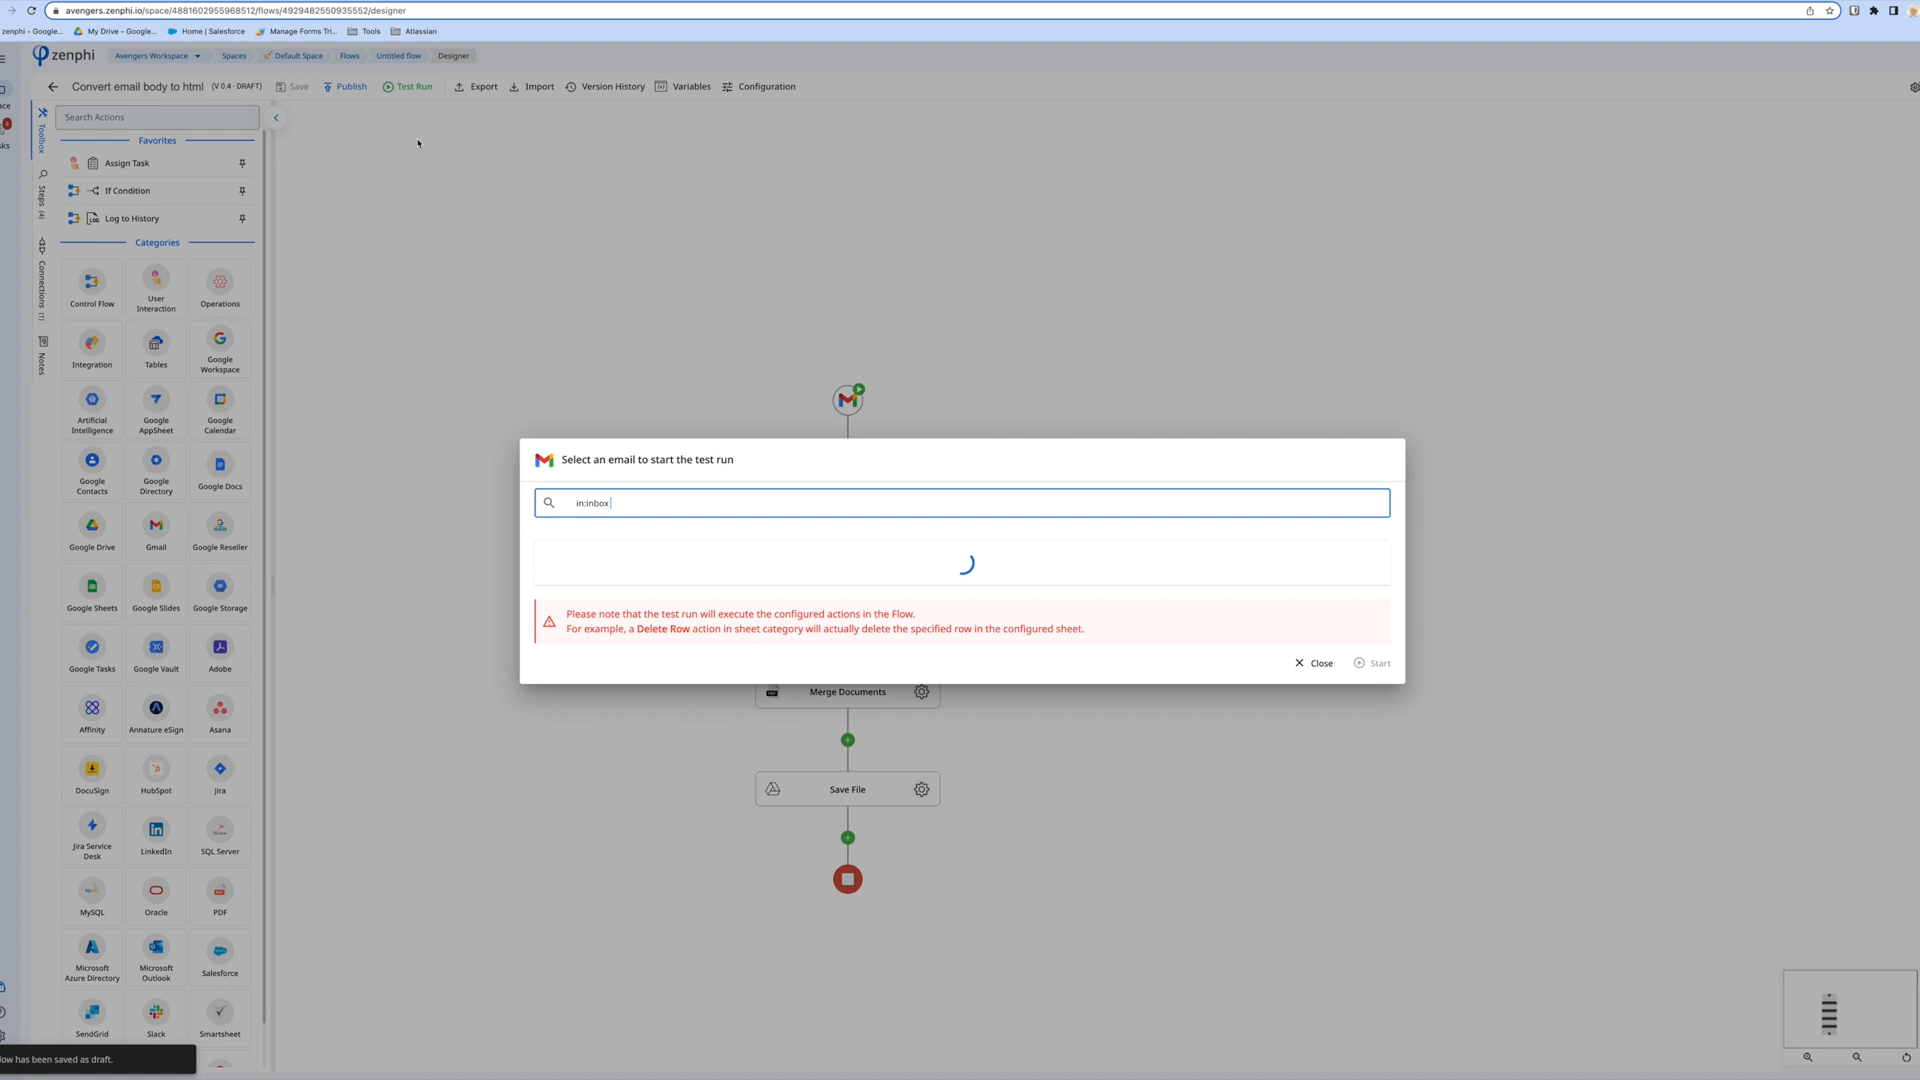 avengers.zenphi.io/space/4881602955968512/flows/4929482550935552/designer
zenphi - Google...
My Drive - Google...
Home | Salesforce
Manage Forms Tri...
Tools
Atlassian
zenphi
Avengers Workspace
Spaces
Default Space
Flows
Untitled flow
Designer
Convert email body to html
(V 0.4 - DRAFT)
Save
Publish
Test Run
Export
Import
Version History
Variables
Configuration
Toolbox
Steps (4)
Connections (1)
Notes
Search Actions
Favorites
Assign Task
If Condition
Log to History
Categories
Control Flow
User
Interaction
Operations
Integration
Tables
Google
Workspace
Artificial
Intelligence
Google
AppSheet
Google
Calendar
Google
Contacts
Google
Directory
Google Docs
Google Drive
Gmail
Google Reseller
Google Sheets
Google Slides
Google Storage
Google Tasks
Google Vault
Adobe
Affinity
Annature eSign
Asana
DocuSign
HubSpot
Jira
Jira Service
Desk
LinkedIn
SQL Server
MySQL
Oracle
PDF
Microsoft
Azure Directory
Microsoft
Outlook
Salesforce
SendGrid
Slack
Smartsheet
low has been saved as draft.
Select an email to start the test run
in:inbox
Please note that the test run will execute the configured actions in the Flow.
For example, a Delete Row action in sheet category will actually delete the specified row in the configured sheet.
Close
Start
Merge Documents
Save File